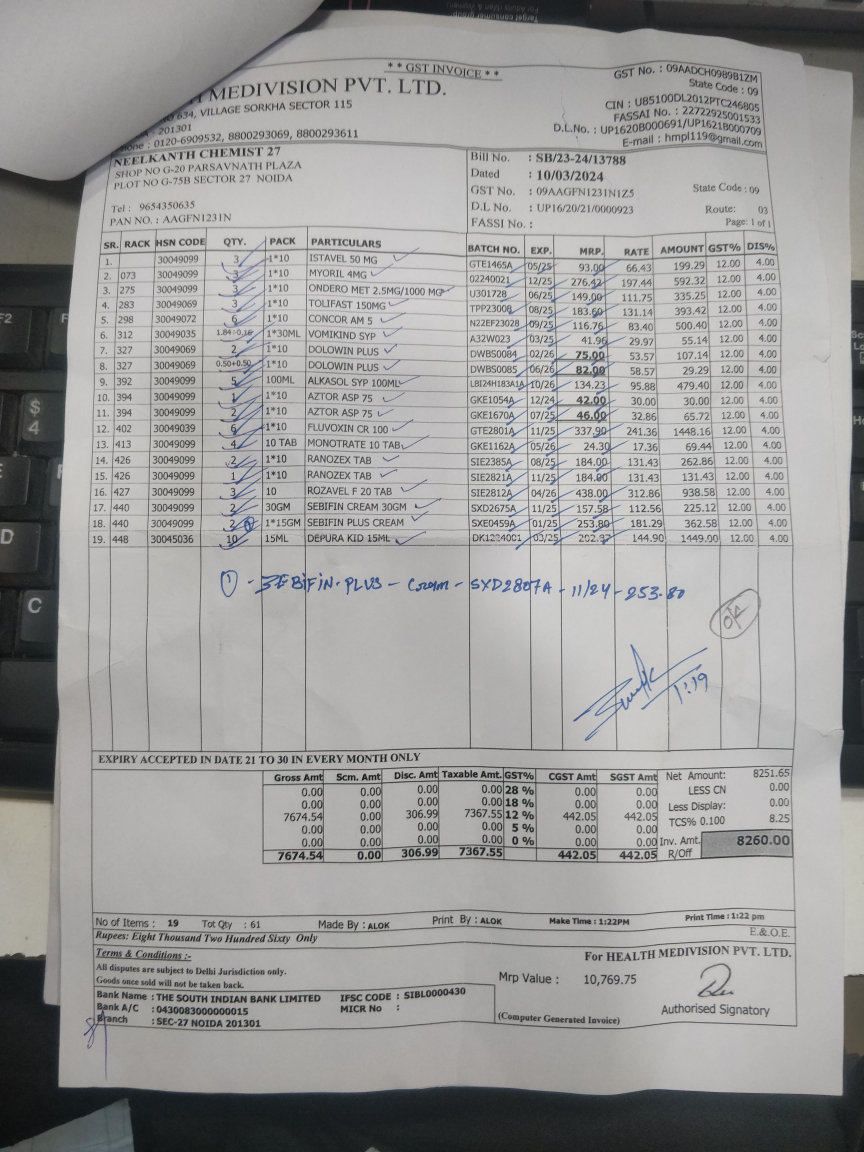 Target consumer group:
For Adults (Men & Women)
* * GST INVOICE * *
H MEDIVISION PVT. LTD.
NO 634, VILLAGE SORKHA SECTOR 115
- 201301
Phone : 0120-6909532, 8800293069, 8800293611
GST No. : 09AADCH0989B1ZM
State Code : 09
CIN : U85100DL2012PTC246805
FASSAI No. : 22722925001533
D.L.No. : UP1620B000691/UP1621B000709
E-mail : hmpl119@gmail.com
NEELKANTH CHEMIST 27
SHOP NO G-20 PARSAVNATH PLAZA
PLOT NO G-75B SECTOR 27 NOIDA
Tel : 9654350635
PAN NO. : AAGFN1231N
Bill No. : SB/23-24/13788
Dated : 10/03/2024
GST No. : 09AAGFN1231N1Z5 State Code : 09
D.L No. : UP16/20/21/0000923 Route: 03
FASSI No. : Page: 1 of 1
SR. RACK HSN CODE QTY. PACK PARTICULARS BATCH NO. EXP. MRP. RATE AMOUNT GST% DIS%
1. 30049099 3 1*10 ISTAVEL 50 MG GTE1465A 05/25 93.00 66.43 199.29 12.00 4.00
2. 073 30049099 3 1*10 MYORIL 4MG 02240021 12/25 276.42 197.44 592.32 12.00 4.00
3. 275 30049099 3 1*10 ONDERO MET 2.5MG/1000 MG U301728 06/25 149.00 111.75 335.25 12.00 4.00
4. 283 30049069 3 1*10 TOLIFAST 150MG TPP23008 08/25 183.60 131.14 393.42 12.00 4.00
5. 298 30049072 6 1*10 CONCOR AM 5 N22EF23028 09/25 116.76 83.40 500.40 12.00 4.00
6. 312 30049035 1.84+0.16 1*30ML VOMIKIND SYP A32W023 03/25 41.96 29.97 55.14 12.00 4.00
7. 327 30049069 2 1*10 DOLOWIN PLUS DWBS0084 02/26 75.00 53.57 107.14 12.00 4.00
8. 327 30049069 0.50+0.50 1*10 DOLOWIN PLUS DWBS0085 06/26 82.00 58.57 29.29 12.00 4.00
9. 392 30049099 5 100ML ALKASOL SYP 100ML LBI24H183A1A 10/26 134.23 95.88 479.40 12.00 4.00
10. 394 30049099 1 1*10 AZTOR ASP 75 GKE1054A 12/24 42.00 30.00 30.00 12.00 4.00
11. 394 30049099 2 1*10 AZTOR ASP 75 GKE1670A 07/25 46.00 32.86 65.72 12.00 4.00
12. 402 30049039 6 1*10 FLUVOXIN CR 100 GTE2801A 11/25 337.90 241.36 1448.16 12.00 4.00
13. 413 30049099 4 10 TAB MONOTRATE 10 TAB GKE1162A 05/26 24.30 17.36 69.44 12.00 4.00
14. 426 30049099 2 1*10 RANOZEX TAB SIE2385A 08/25 184.00 131.43 262.86 12.00 4.00
15. 426 30049099 1 1*10 RANOZEX TAB SIE2821A 11/25 184.00 131.43 131.43 12.00 4.00
16. 427 30049099 3 10 ROZAVEL F 20 TAB SIE2812A 04/26 438.00 312.86 938.58 12.00 4.00
17. 440 30049099 2 30GM SEBIFIN CREAM 30GM SXD2675A 11/25 157.58 112.56 225.12 12.00 4.00
18. 440 30049099 2 1*15GM SEBIFIN PLUS CREAM SXE0459A 01/25 253.80 181.29 362.58 12.00 4.00
19. 448 30045036 10 15ML DEPURA KID 15ML DK1224001 03/25 202.87 144.90 1449.00 12.00 4.00
① - SEBIFIN-PLUS - Cream - SXD2807A - 11/24 - 253.80
EXPIRY ACCEPTED IN DATE 21 TO 30 IN EVERY MONTH ONLY
Gross Amt Scm. Amt Disc. Amt Taxable Amt. GST% CGST Amt SGST Amt Net Amount: 8251.65
0.00 0.00 0.00 0.00 28 % 0.00 0.00 LESS CN 0.00
0.00 0.00 0.00 0.00 18 % 0.00 0.00 Less Display: 0.00
7674.54 0.00 306.99 7367.55 12 % 442.05 442.05 TCS% 0.100 8.25
0.00 0.00 0.00 0.00 5 % 0.00 0.00
0.00 0.00 0.00 0.00 0 % 0.00 0.00 Inv. Amt. 8260.00
7674.54 0.00 306.99 7367.55 442.05 442.05 R/Off
No of Items : 19 Tot Qty : 61 Made By : ALOK Print By : ALOK Make Time : 1:22PM Print Time : 1:22 pm
Rupees: Eight Thousand Two Hundred Sixty Only E.& O.E.
Terms & Conditions :-
All disputes are subject to Delhi Jurisdiction only.
Goods once sold will not be taken back.
For HEALTH MEDIVISION PVT. LTD.
Mrp Value : 10,769.75
Bank Name : THE SOUTH INDIAN BANK LIMITED IFSC CODE : SIBL0000430
Bank A/C : 0430083000000015 MICR No :
Branch : SEC-27 NOIDA 201301
(Computer Generated Invoice)
Authorised Signatory